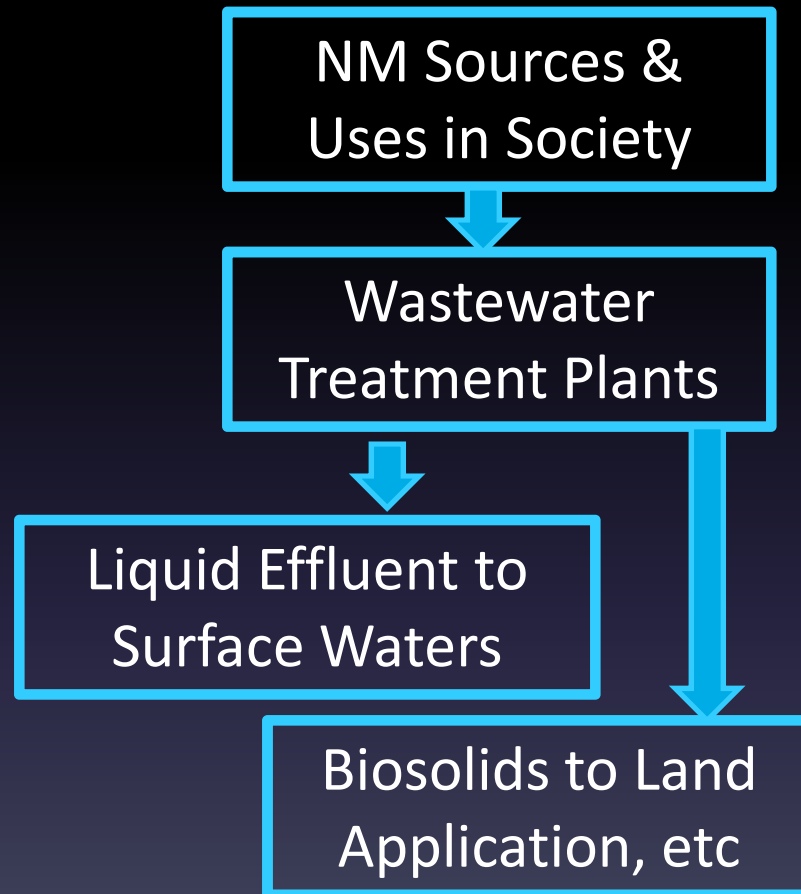 NM Sources &
Uses in Society
Wastewater
Treatment Plants
Liquid Effluent to
Surface Waters
Biosolids to Land
Application, etc